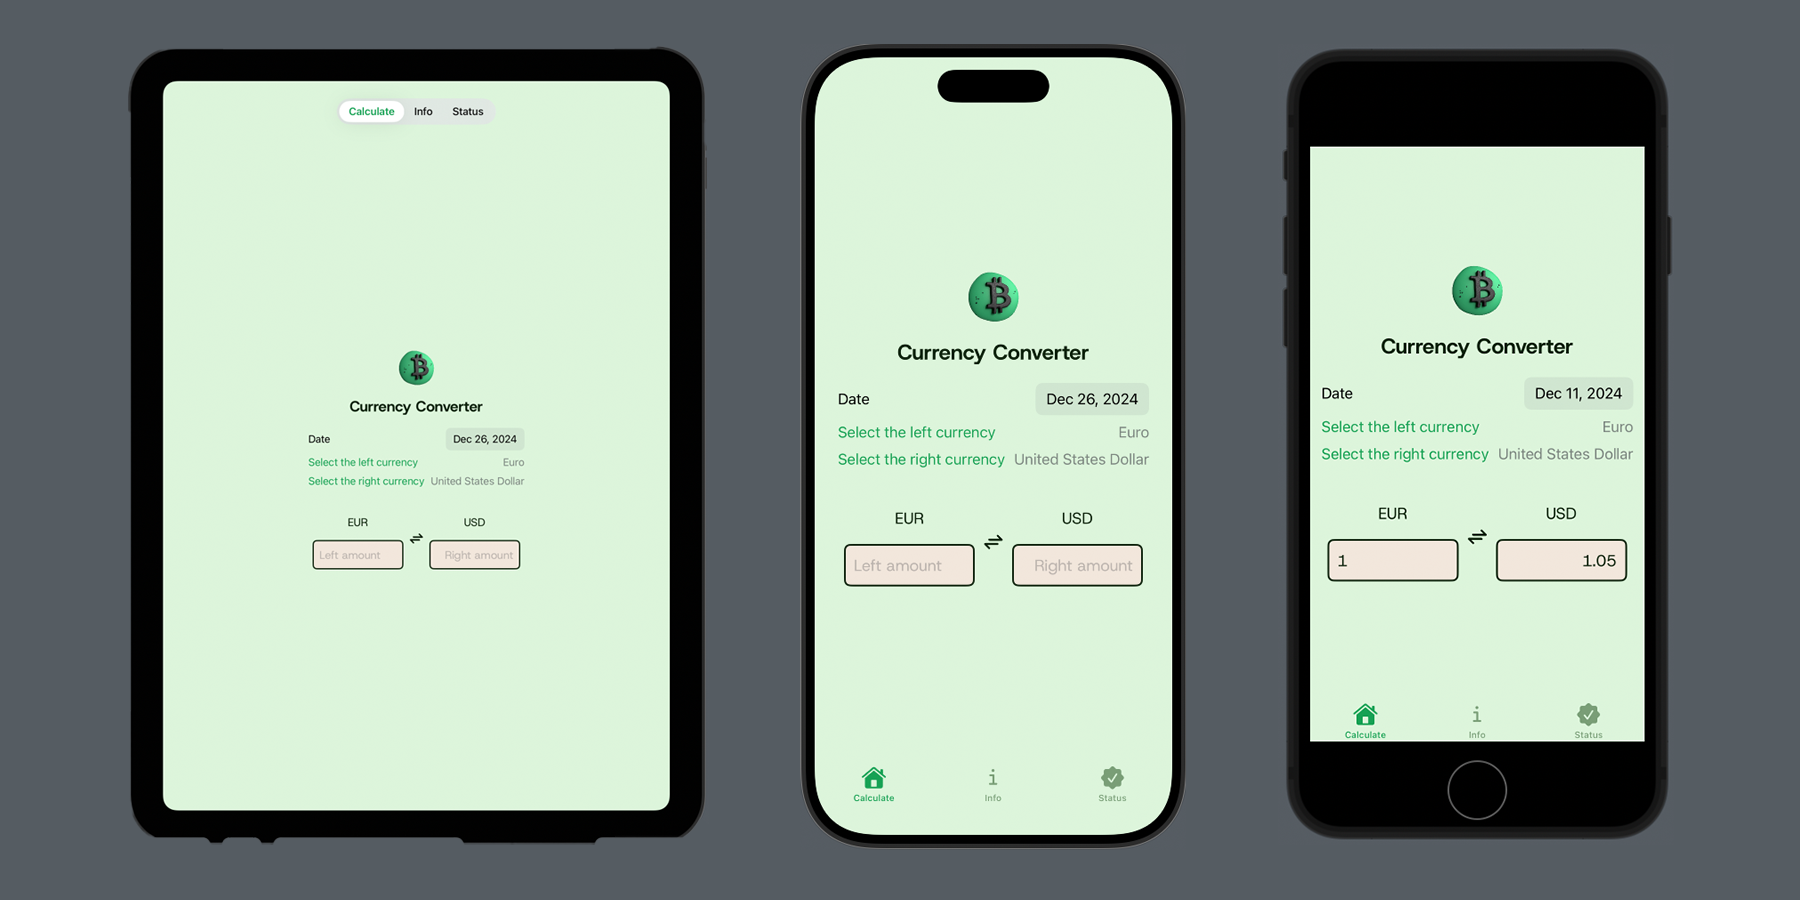 Calculate Info Status
Currency Converter
Date Dec 26, 2024
Select the left currency Euro
Select the right currency United States Dollar
EUR USD
Left amount Right amount
Currency Converter
Date Dec 26, 2024
Select the left currency Euro
Select the right currency United States Dollar
EUR USD
Left amount Right amount
Calculate Info Status
Currency Converter
Date Dec 11, 2024
Select the left currency Euro
Select the right currency United States Dollar
EUR USD
1 1.05
Calculate Info Status